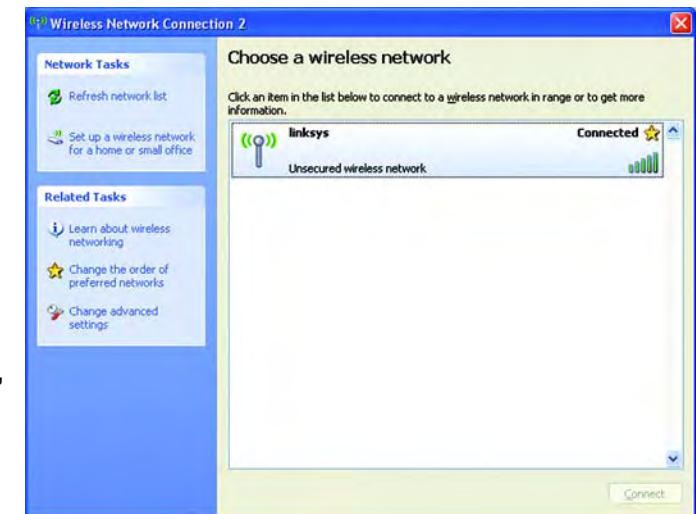 Wireless Network Connection 2
Network Tasks
Refresh network list
Set up a wireless network
for a home or small office
Related Tasks
Learn about wireless
networking
Change the order of
preferred networks
Change advanced
settings
Choose a wireless network
Click an item in the list below to connect to a wireless network in range or to get more
information.
linksys Connected
Unsecured wireless network
Connect